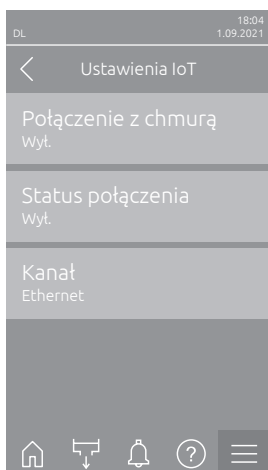 18:04
DL 1.09.2021
Ustawienia IoT
Połączenie z chmurą
Wył.
Status połączenia
Wył.
Kanał
Ethernet
?